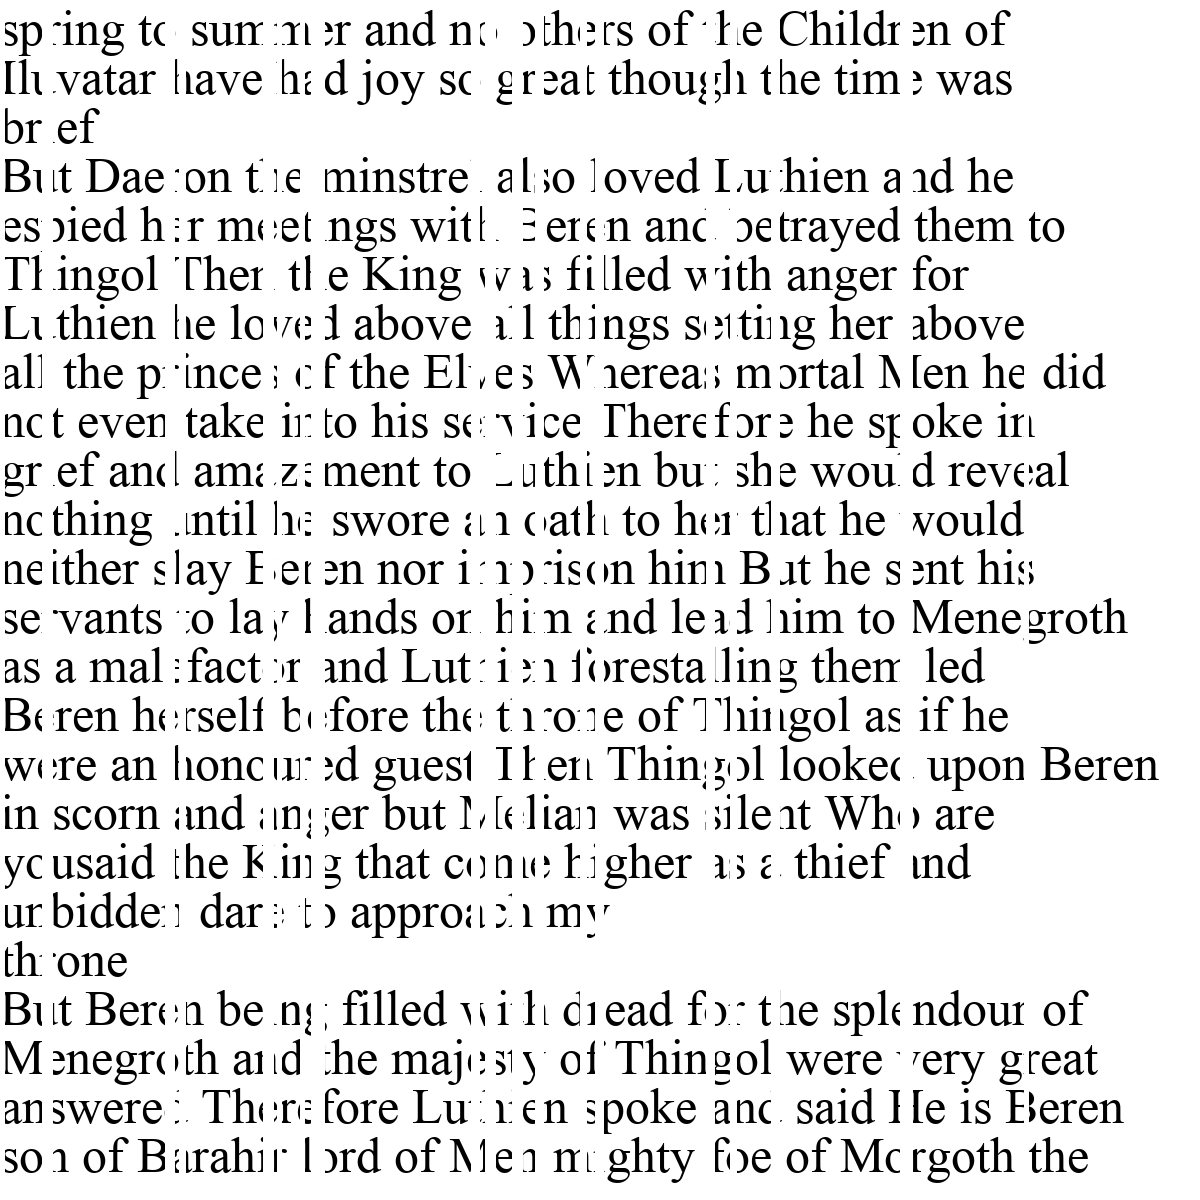 spring to summer and no others of the Children of
Iluvatar have had joy so great though the time was
brief
But Daeron the minstrel also loved Luthien and he
espied her meetings with Beren and betrayed them to
Thingol Then the King was filled with anger for
Luthien he loved above all things setting her above
all the princes of the Elves Whereas mortal Men he did
not even take into his service Therefore he spoke in
grief and amazement to Luthien but she would reveal
nothing until he swore an oath to her that he would
neither slay Beren nor imprison him But he sent his
servants to lay hands on him and lead him to Menegroth
as a malefactor and Luthien forestalling them led
Beren herself before the throne of Thingol as if he
were an honoured guest Then Thingol looked upon Beren
in scorn and anger but Melian was silent Who are
yousaid the King that come higher as a thief and
unbidden dare to approach my
throne
But Beren being filled with dread for the splendour of
Menegroth and the majesty of Thingol were very great
answered Therefore Luthien spoke and said He is Beren
son of Barahir lord of Men mighty foe of Morgoth the